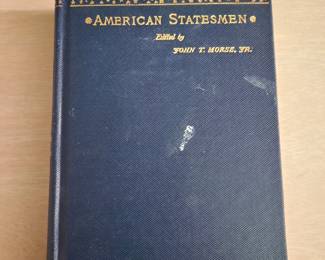 AMERICAN STATESMEN
Edited by
JOHN T. MORSE, JR.